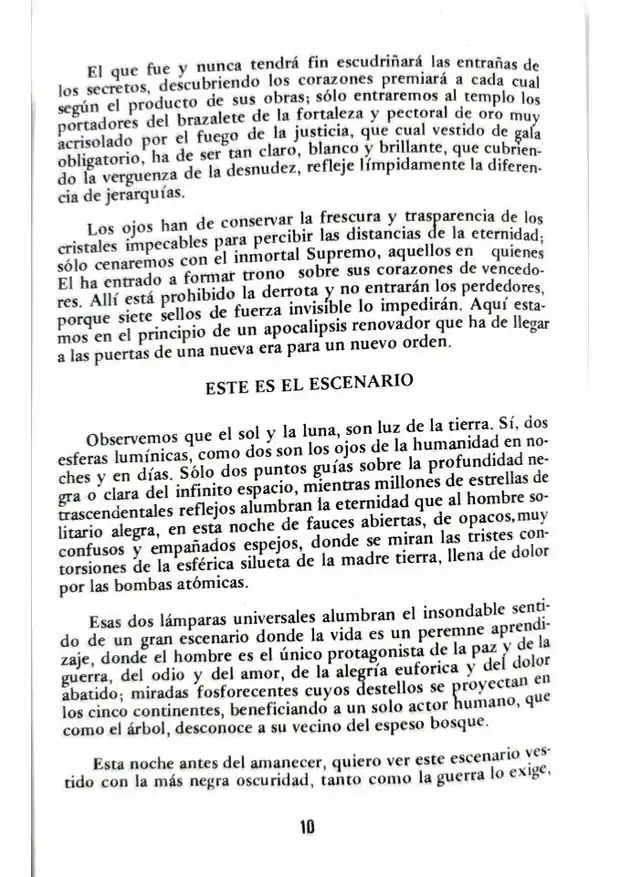 El que fue y nunca tendrá fin escudriñará las entrañas de
los secretos, descubriendo los corazones premiará a cada cual
según el producto de sus obras; sólo entraremos al templo los
portadores del brazalete de la fortaleza y pectoral de oro muy
acrisolado por el fuego de la justicia, que cual vestido de gala
obligatorio, ha de ser tan claro, blanco y brillante, que cubrien-
do la verguenza de la desnudez, refleje límpidamente la diferen-
cia de jerarquías.
Los ojos han de conservar la frescura y trasparencia de los
cristales impecables para percibir las distancias de la eternidad;
sólo cenaremos con el inmortal Supremo, aquellos en quienes
El ha entrado a formar trono sobre sus corazones de vencedo-
res. Allí está prohibido la derrota y no entrarán los perdedores,
porque siete sellos de fuerza invisible lo impedirán. Aquí esta-
mos en el principio de un apocalipsis renovador que ha de llegar
a las puertas de una nueva era para un nuevo orden.
ESTE ES EL ESCENARIO
Observemos que el sol y la luna, son luz de la tierra. Sí, dos
esferas lumínicas, como dos son los ojos de la humanidad en no-
ches y en días. Sólo dos puntos guías sobre la profundidad ne-
gra o clara del infinito espacio, mientras millones de estrellas de
trascendentales reflejos alumbran la eternidad que al hombre so-
litario alegra, en esta noche de fauces abiertas, de opacos, muy
confusos y empañados espejos, donde se miran las tristes con-
torsiones de la esférica silueta de la madre tierra, llena de dolor
por las bombas atómicas.
Esas dos lámparas universales alumbran el insondable senti-
do de un gran escenario donde la vida es un peremne aprendi-
zaje, donde el hombre es el único protagonista de la paz y de la
guerra, del odio y del amor, de la alegría euforica y del dolor
abatido; miradas fosforecentes cuyos destellos se proyectan en
los cinco continentes, beneficiando a un solo actor humano, que
como el árbol, desconoce a su vecino del espeso bosque.
Esta noche antes del amanecer, quiero ver este escenario ves-
tido con la más negra oscuridad, tanto como la guerra lo exige,
10